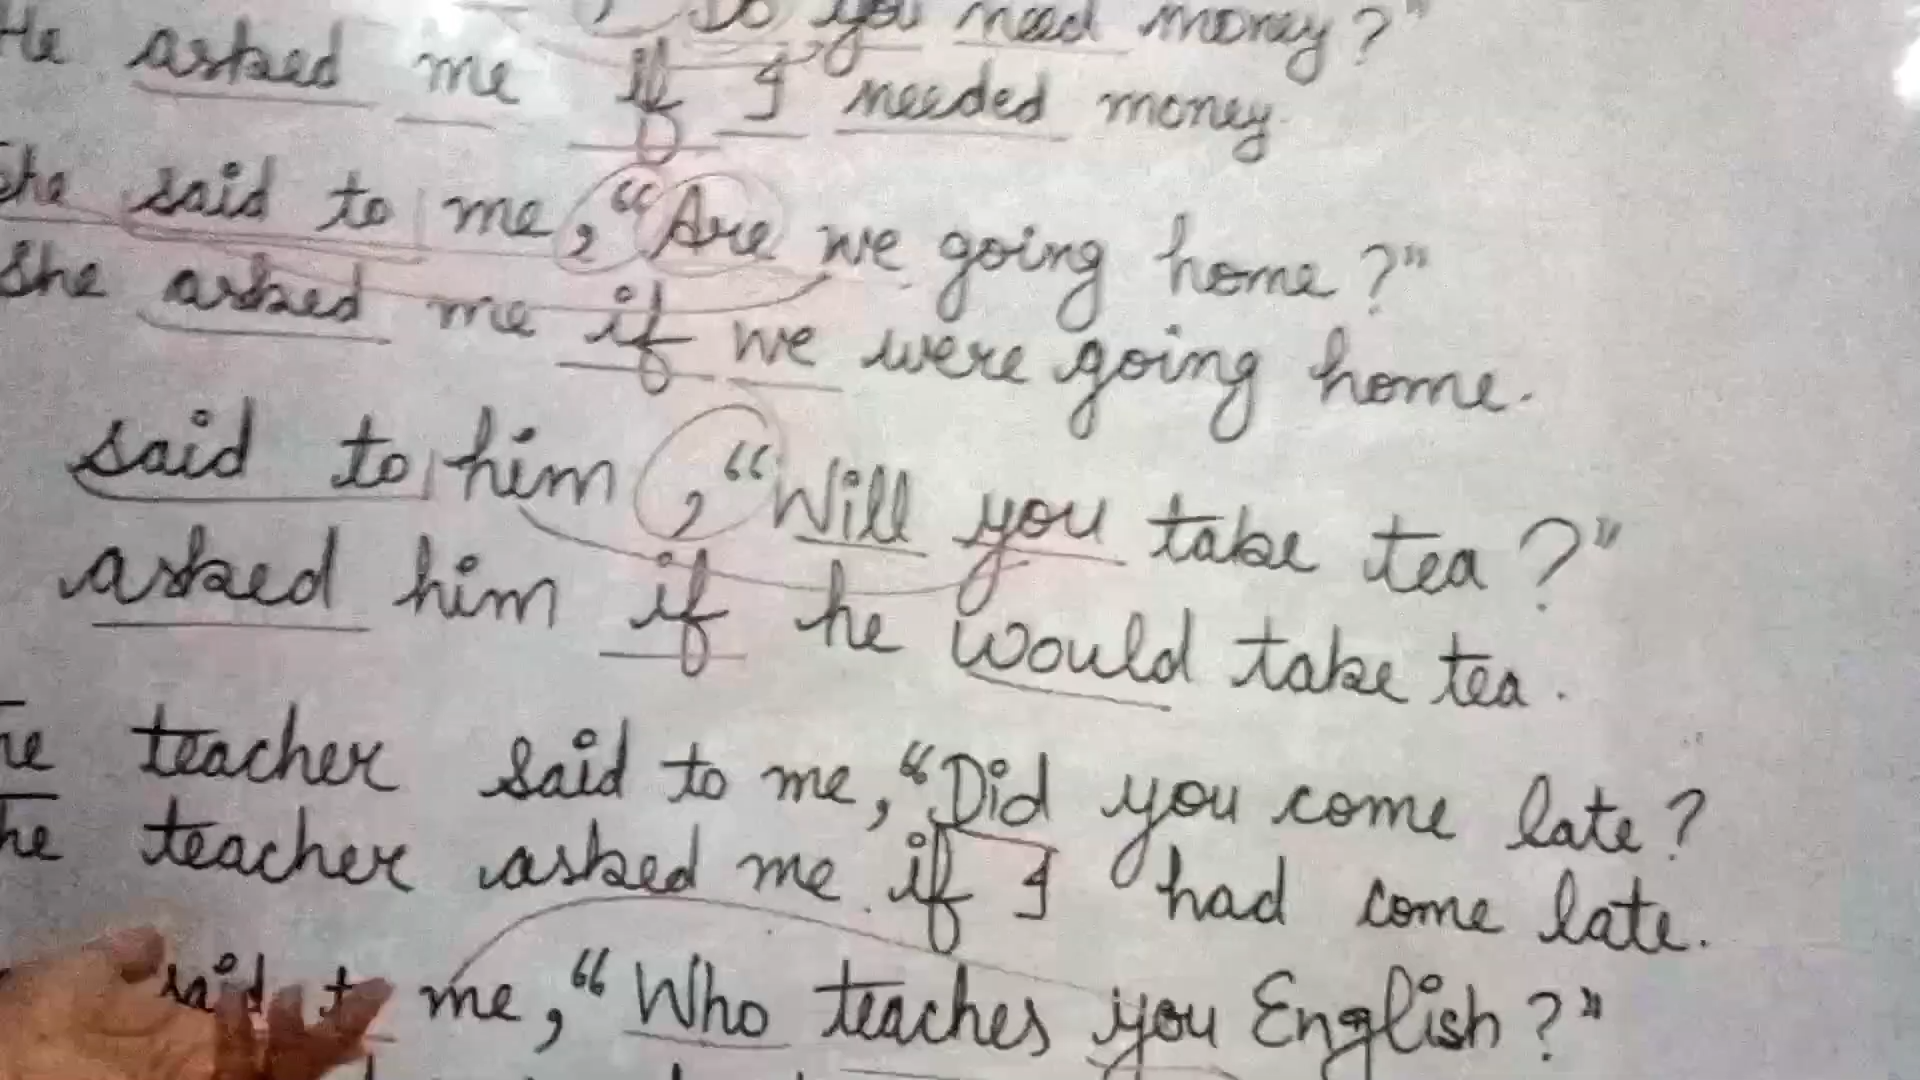 Do you need money?"
He asked me if I needed money.
She said to me, "Are we going home?"
She asked me if we were going home.
said to him, "Will you take tea?"
asked him if he would take tea.
teacher said to me, "Did you come late?
teacher asked me if I had come late.
said to me, "Who teaches you English?"